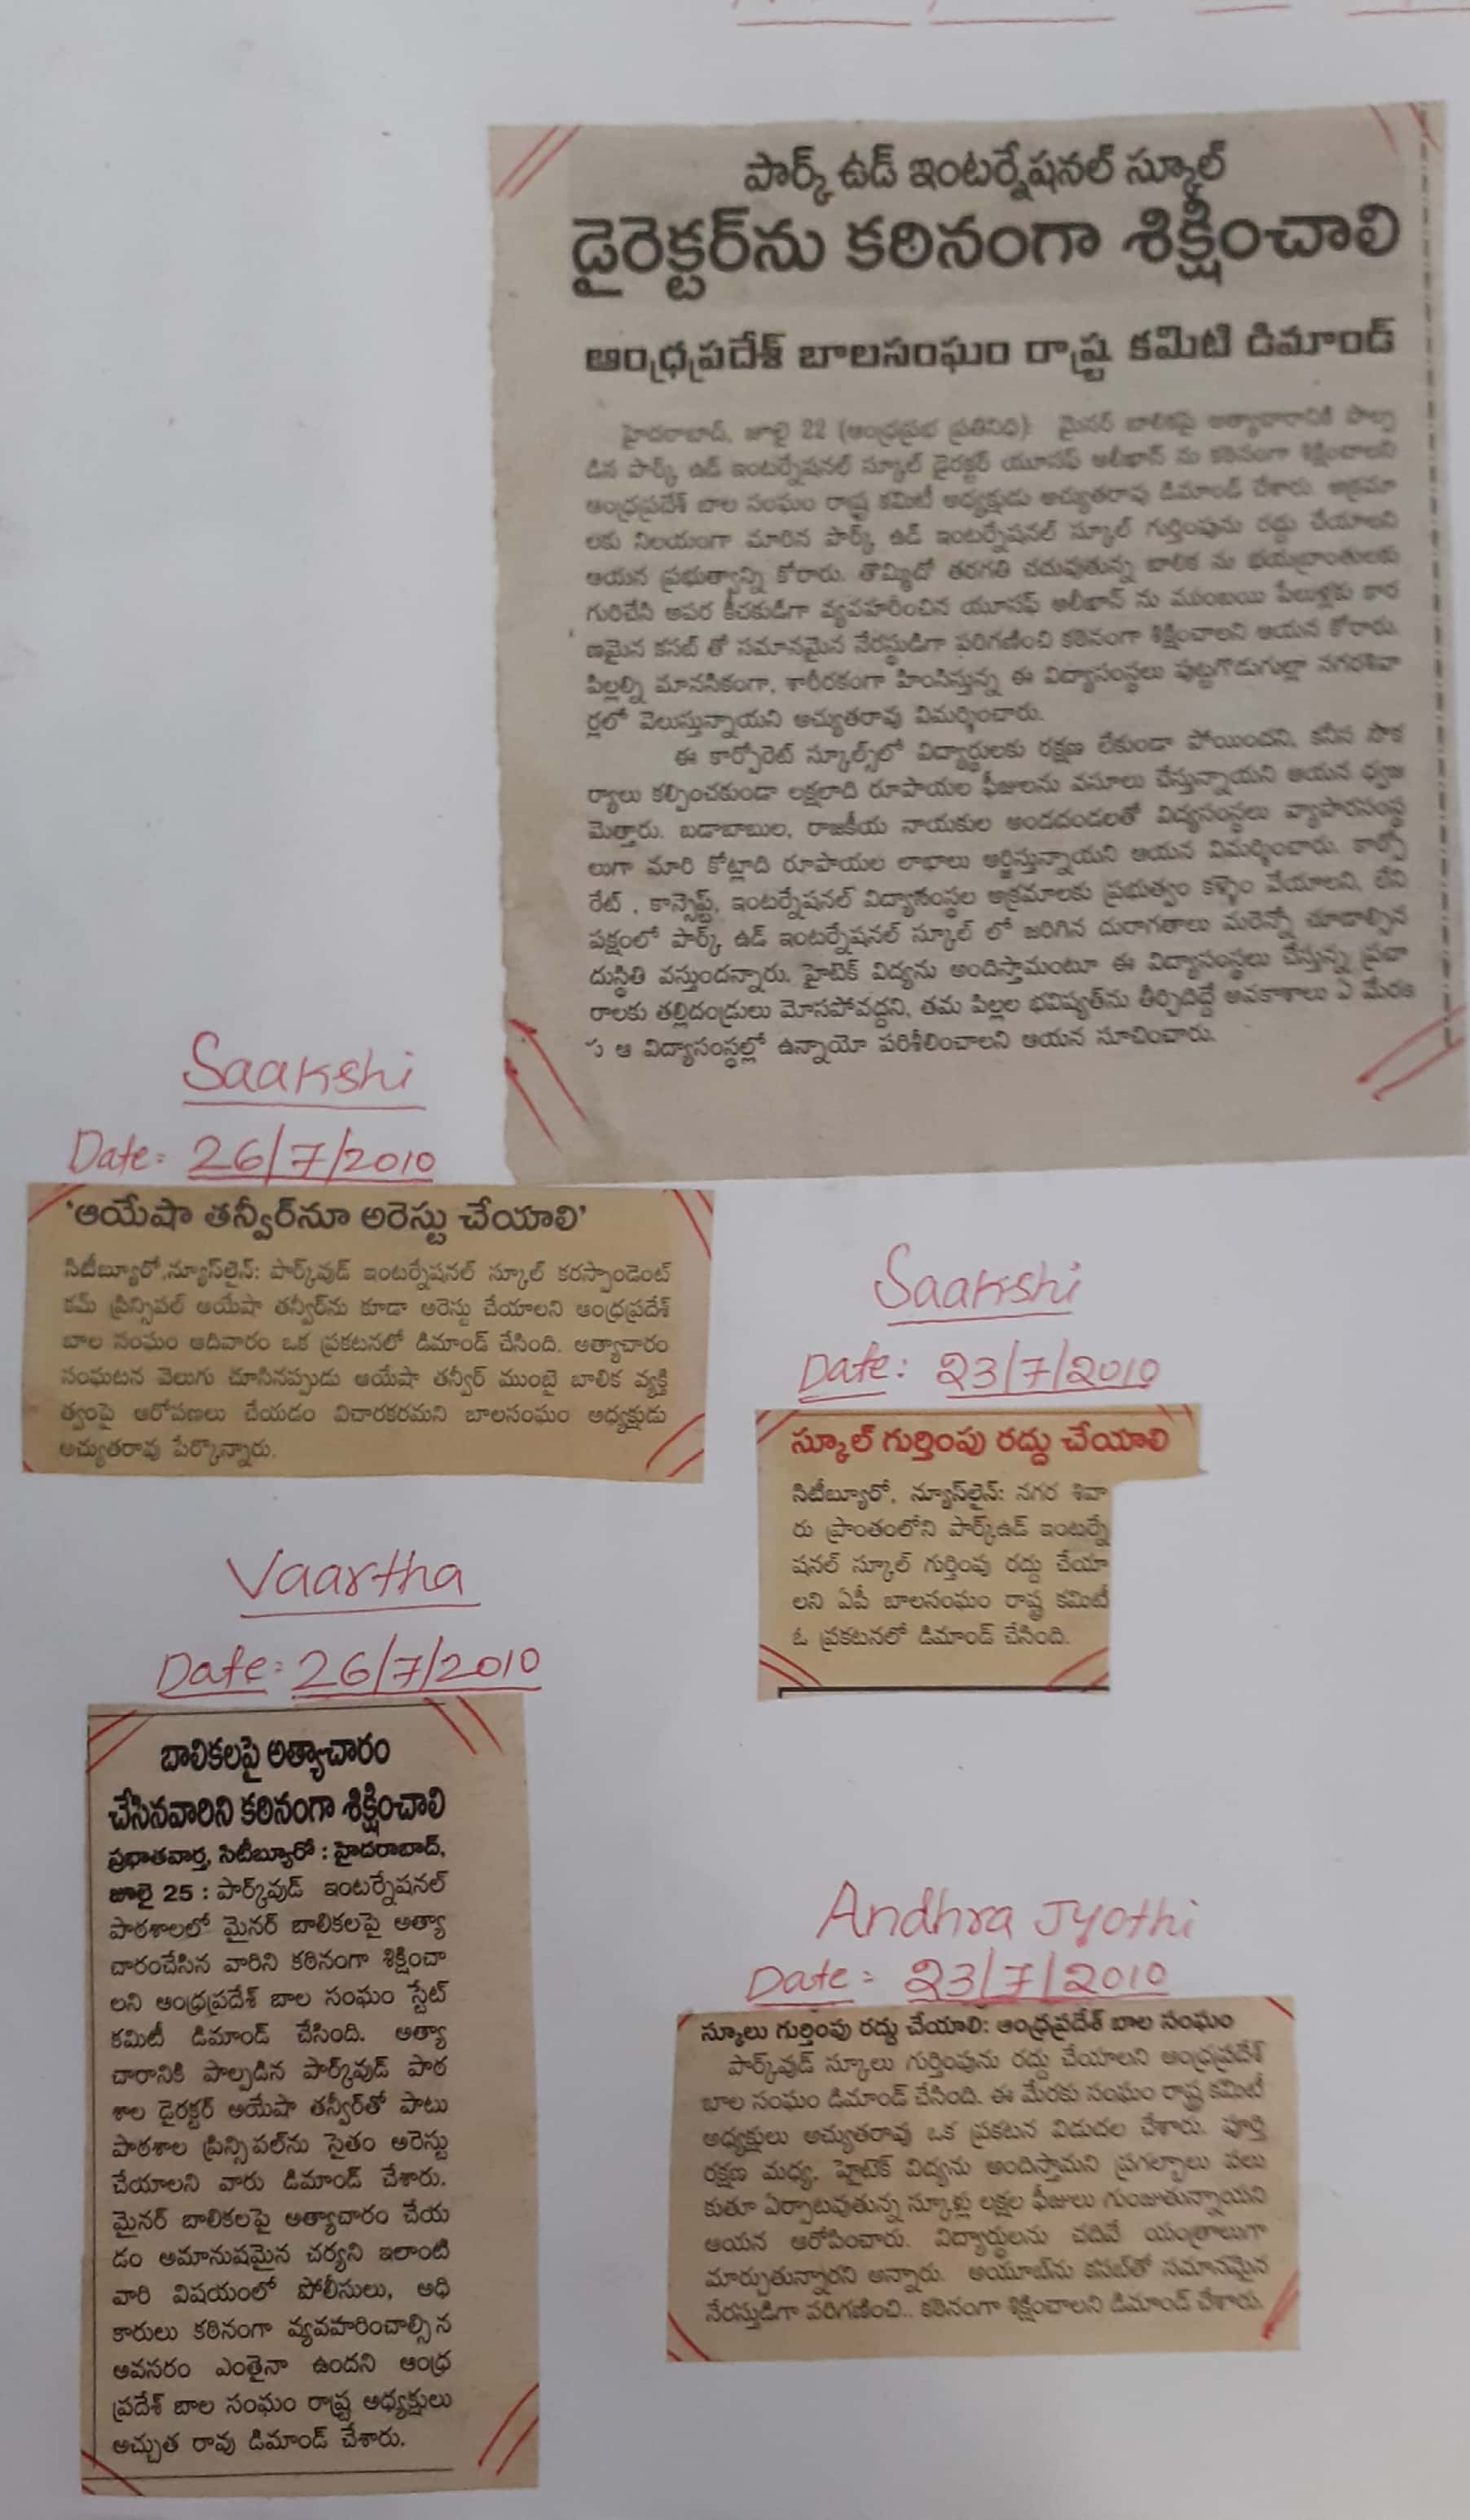 పార్క్ ఉడ్ ఇంటర్నేషనల్ స్కూల్
డైరెక్టర్‌ను కఠినంగా శిక్షించాలి
ఆంధ్రప్రదేశ్ బాలసంఘం రాష్ట్ర కమిటి డిమాండ్
హైదరాబాద్, జూలై 22 (ఆంధ్రప్రభ ప్రతినిధి) మైనర్ బాలికపై అత్యాచారానికి పాల్ప
డిన పార్క్ ఉడ్ ఇంటర్నేషనల్ స్కూల్ డైరక్టర్ యూసఫ్ అలీఖాన్ ను కఠినంగా శిక్షించాలని
ఆంధ్రప్రదేశ్ బాల సంఘం రాష్ట్ర కమిటీ అధ్యక్షుడు అచ్యుతరావు డిమాండ్ చేశారు. అక్రమా
లకు నిలయంగా మారిన పార్క్ ఉడ్ ఇంటర్నేషనల్ స్కూల్ గుర్తింపును రద్దు చేయాలని
ఆయన ప్రభుత్వాన్ని కోరారు. తొమ్మిదో తరగతి చదువుతున్న బాలిక ను భయభ్రాంతులకు
గురిచేసి అపర కీచకుడిగా వ్యవహరించిన యూసఫ్ అలీఖాన్ ను ముంబయి పేలుళ్లకు కార
ణమైన కసబ్ తో సమానమైన నేరస్థుడిగా పరిగణించి కఠినంగా శిక్షించాలని ఆయన కోరారు.
పిల్లల్ని మానసికంగా, శారీరకంగా హింసిస్తున్న ఈ విద్యాసంస్థలు పుట్టగొడుగుల్లా నగరశివా
ర్లలో వెలుస్తున్నాయని అచ్యుతరావు విమర్శించారు.
ఈ కార్పోరెట్ స్కూల్స్‌లో విద్యార్థులకు రక్షణ లేకుండా పోయిందని, కనీస సౌక
ర్యాలు కల్పించకుండా లక్షలాది రూపాయల ఫీజులను వసూలు చేస్తున్నాయని ఆయన ధ్వజ
మెత్తారు. బడాబాబుల, రాజకీయ నాయకుల అండదండలతో విద్యసంస్థలు వ్యాపారసంస్థ
లుగా మారి కోట్లాది రూపాయల లాభాలు ఆర్జిస్తున్నాయని ఆయన విమర్శించారు. కార్పో
రేట్ , కాన్సెప్ట్, ఇంటర్నేషనల్ విద్యాసంస్థల అక్రమాలకు ప్రభుత్వం కళ్ళెం వేయాలని, లేని
పక్షంలో పార్క్ ఉడ్ ఇంటర్నేషనల్ స్కూల్ లో జరిగిన దురాగతాలు మరెన్నో చూడాల్సిన
దుస్థితి వస్తుందన్నారు. హైటెక్ విద్యను అందిస్తామంటూ ఈ విద్యాసంస్థలు చేస్తున్న ప్రచా
రాలకు తల్లిదండ్రులు మోసపోవద్దని, తమ పిల్లల భవిష్యత్‌ను తీర్చిదిద్దే అవకాశాలు ఏ మేరకు
ఆ విద్యాసంస్థల్లో ఉన్నాయో పరిశీలించాలని ఆయన సూచించారు.
Saakshi
Date: 26/7/2010
'ఆయేషా తన్వీర్‌నూ అరెస్టు చేయాలి'
సిటీబ్యూరో,న్యూస్‌లైన్: పార్క్‌వుడ్ ఇంటర్నేషనల్ స్కూల్ కరస్పాండెంట్
కమ్ ప్రిన్సిపల్ ఆయేషా తన్వీర్‌ను కూడా అరెస్టు చేయాలని ఆంధ్రప్రదేశ్
బాల సంఘం ఆదివారం ఒక ప్రకటనలో డిమాండ్ చేసింది. అత్యాచారం
సంఘటన వెలుగు చూసినప్పుడు ఆయేషా తన్వీర్ ముంబై బాలిక వ్యక్తి
త్వంపై ఆరోపణలు చేయడం విచారకరమని బాలసంఘం అధ్యక్షుడు
అచ్యుతరావు పేర్కొన్నారు.
Saakshi
Date: 23/7/2010
స్కూల్ గుర్తింపు రద్దు చేయాలి
సిటీబ్యూరో, న్యూస్‌లైన్: నగర శివా
రు ప్రాంతంలోని పార్క్‌ఉడ్ ఇంటర్నే
షనల్ స్కూల్ గుర్తింపు రద్దు చేయా
లని ఏపీ బాలసంఘం రాష్ట్ర కమిటీ
ఓ ప్రకటనలో డిమాండ్ చేసింది.
Vaartha
Date: 26/7/2010
బాలికలపై అత్యాచారం
చేసినవారిని కఠినంగా శిక్షించాలి
ప్రభాతవార్త, సిటీబ్యూరో : హైదరాబాద్,
జూలై 25 : పార్క్‌వుడ్ ఇంటర్నేషనల్
పాఠశాలలో మైనర్ బాలికలపై అత్యా
చారంచేసిన వారిని కఠినంగా శిక్షించా
లని ఆంధ్రప్రదేశ్ బాల సంఘం స్టేట్
కమిటీ డిమాండ్ చేసింది. అత్యా
చారానికి పాల్పడిన పార్క్‌వుడ్ పాఠ
శాల డైరక్టర్ అయేషా తన్వీర్‌తో పాటు
పాఠశాల ప్రిన్సిపల్‌ను సైతం అరెస్టు
చేయాలని వారు డిమాండ్ చేశారు.
మైనర్ బాలికలపై అత్యాచారం చేయ
డం అమానుషమైన చర్యని ఇలాంటి
వారి విషయంలో పోలీసులు, అధి
కారులు కఠినంగా వ్యవహరించాల్సిన
అవసరం ఎంతైనా ఉందని ఆంధ్ర
ప్రదేశ్ బాల సంఘం రాష్ట్ర అధ్యక్షులు
అచ్చుత రావు డిమాండ్ చేశారు.
Andhra Jyothi
Date: 23/7/2010
స్కూలు గుర్తింపు రద్దు చేయాలి: ఆంధ్రప్రదేశ్ బాల సంఘం
పార్క్‌వుడ్ స్కూలు గుర్తింపును రద్దు చేయాలని ఆంధ్రప్రదేశ్
బాల సంఘం డిమాండ్ చేసింది. ఈ మేరకు సంఘం రాష్ట్ర కమిటీ
అధ్యక్షులు అచ్యుతరావు ఒక ప్రకటన విడుదల చేశారు. పూర్తి
రక్షణ మధ్య, హైటెక్ విద్యను అందిస్తామని ప్రగల్భాలు పలు
కుతూ ఏర్పాటవుతున్న స్కూళ్లు లక్షల ఫీజులు గుంజుతున్నాయని
ఆయన ఆరోపించారు. విద్యార్థులను చదివే యంత్రాలుగా
మార్చుతున్నారని అన్నారు. అయూబ్‌ను కసబ్‌తో సమానమైన
నేరస్తుడిగా పరిగణించి.. కఠినంగా శిక్షించాలని డిమాండ్ చేశారు.